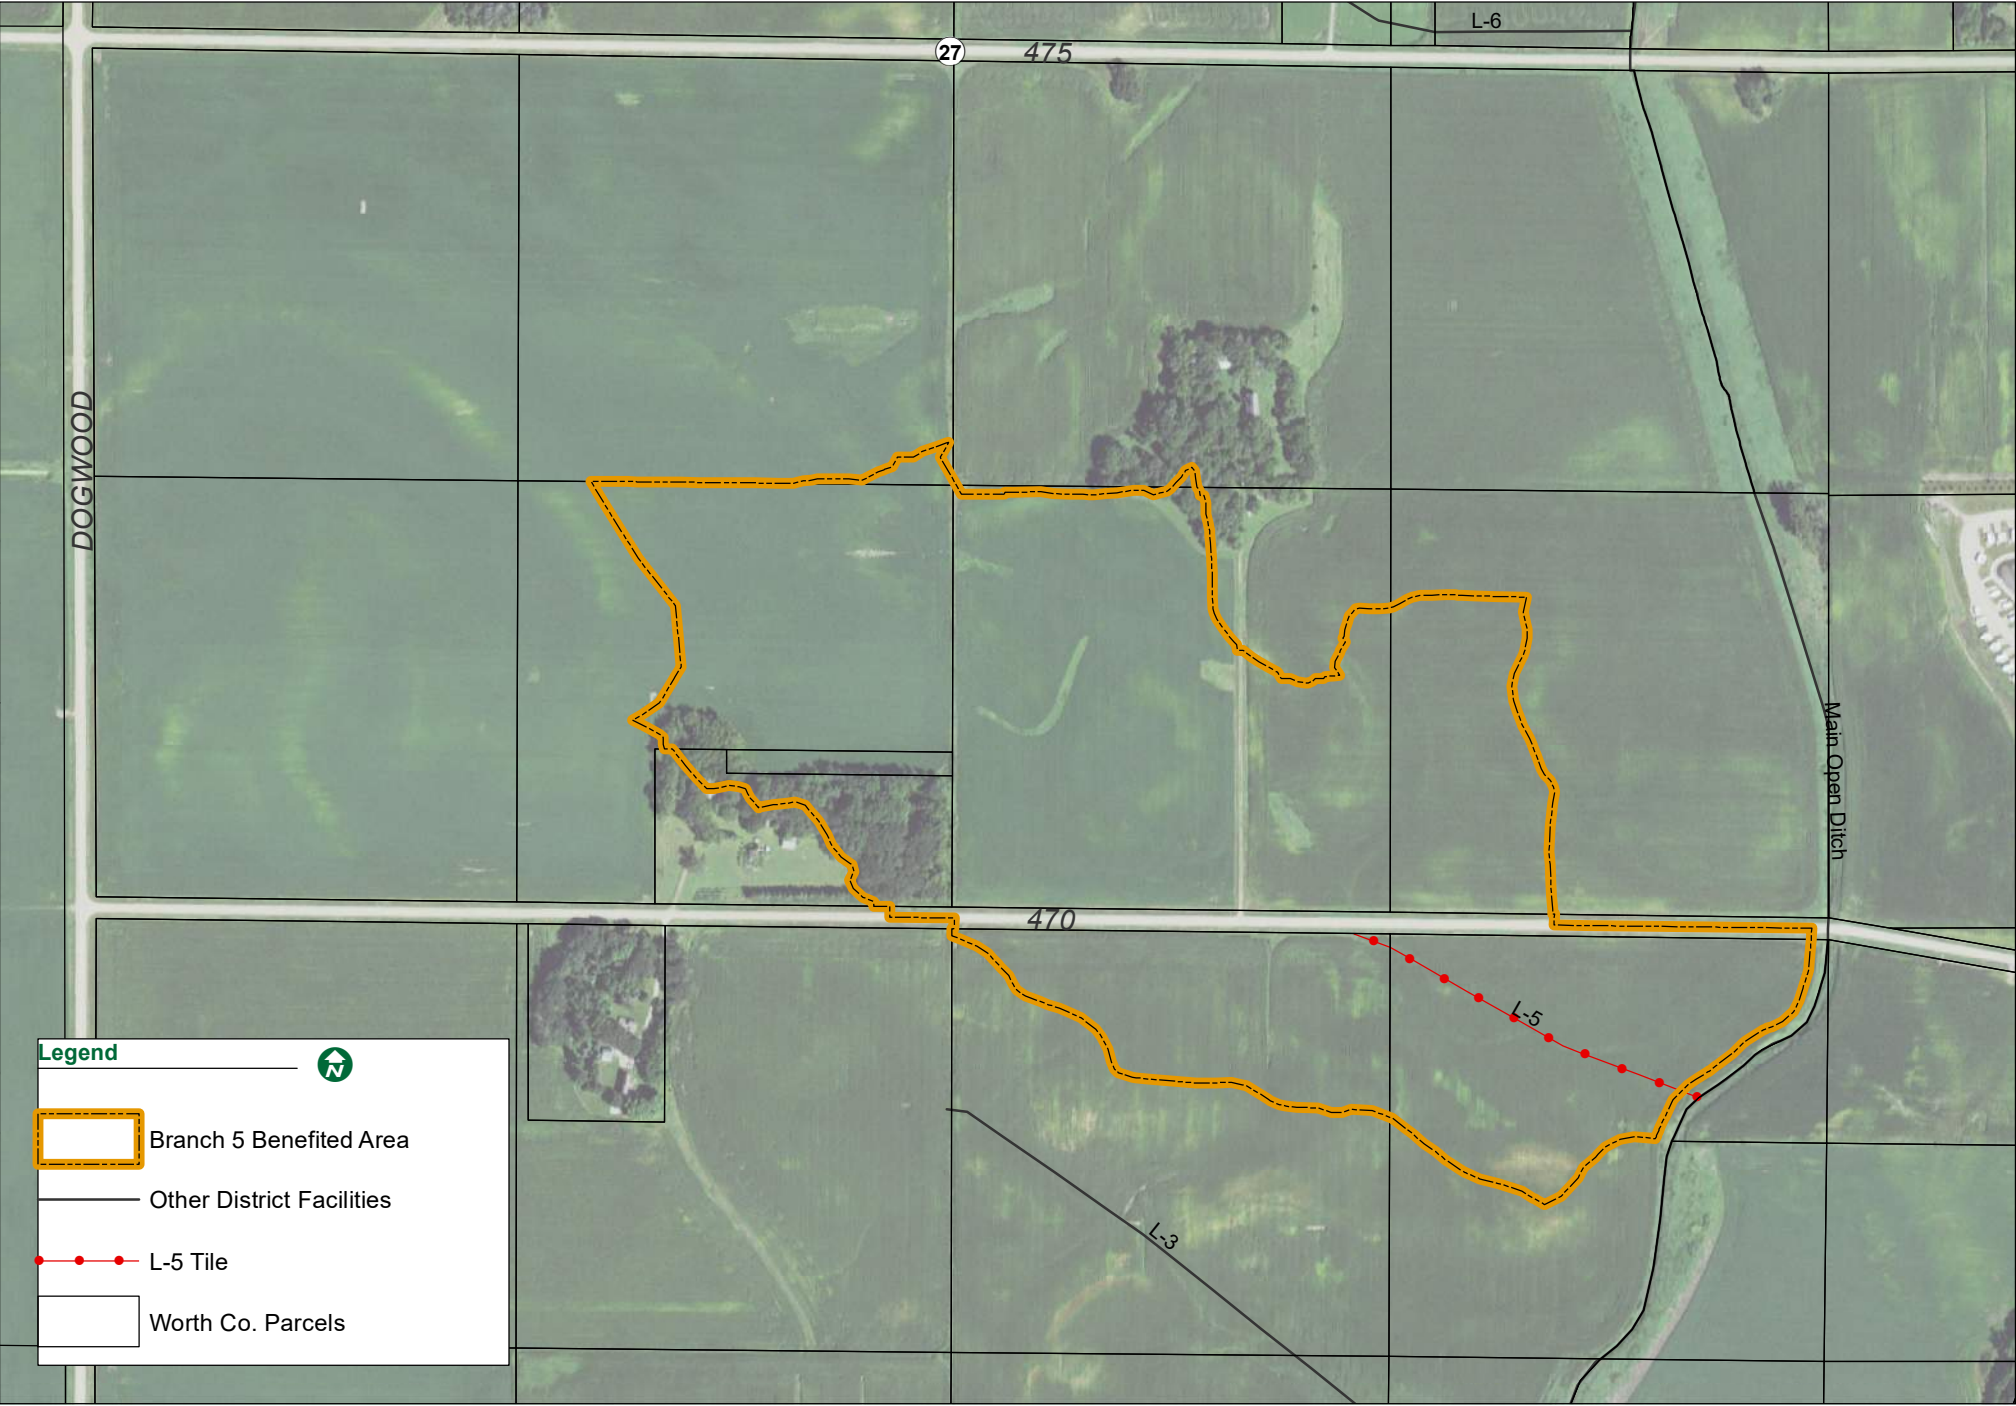 L-6
27
475
DOGWOOD
Main Open Ditch
470
L-5
L-3
Legend
N
Branch 5 Benefited Area
Other District Facilities
L-5 Tile
Worth Co. Parcels